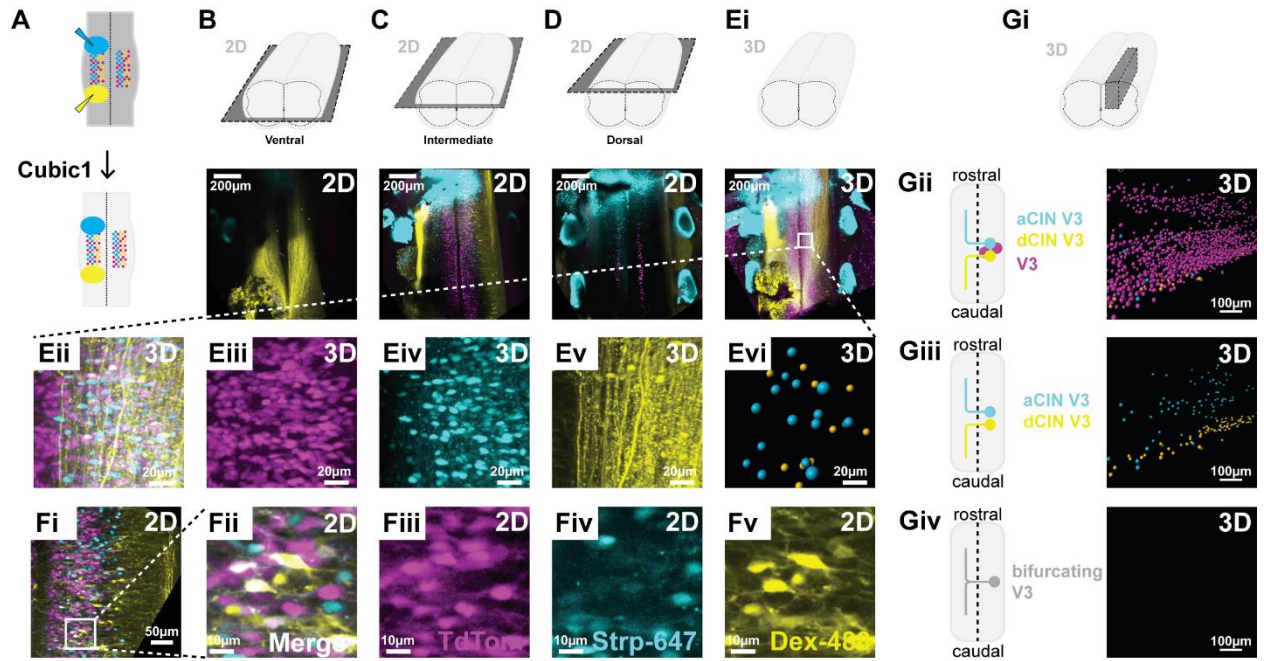 A
B
C
D
Ei
Gi
2D
2D
2D
3D
3D
Ventral
Intermediate
Dorsal
Cubic1
200µm
2D
200µm
2D
200µm
2D
200µm
3D
Gii
rostral
aCIN V3
dCIN V3
V3
caudal
3D
100µm
Eii
3D
20µm
Eiii
3D
20µm
Eiv
3D
20µm
Ev
3D
20µm
Evi
3D
20µm
Giii
rostral
aCIN V3
dCIN V3
caudal
3D
100µm
Fi
2D
50µm
Fii
2D
10µm
Merge
Fiii
2D
10µm
TdTom
Fiv
2D
10µm
Strp-647
Fv
2D
10µm
Dex-488
Giv
rostral
bifurcating
V3
caudal
3D
100µm